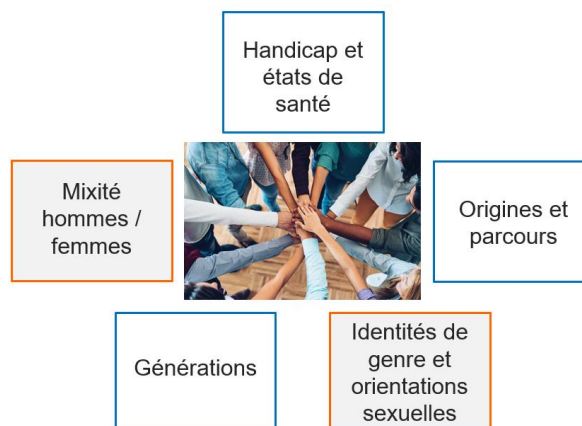 Handicap et
états de
santé
Mixité
hommes /
femmes
Origines et
parcours
Générations
Identités de
genre et
orientations
sexuelles